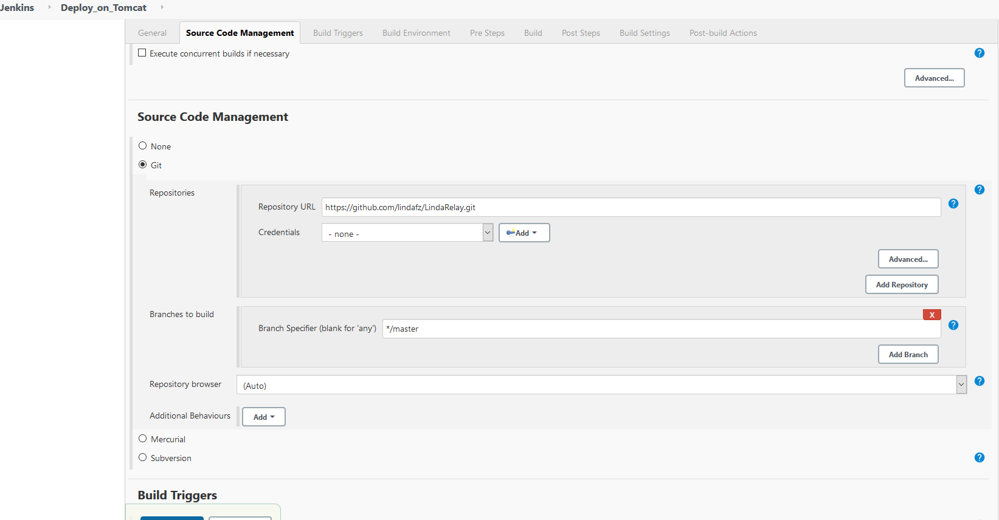 Jenkins Deploy_on_Tomcat
General Source Code Management Build Triggers Build Environment Pre Steps Build Post Steps Build Settings Post-build Actions
Execute concurrent builds if necessary
?
Advanced...
Source Code Management
None
Git
Repositories
?
Repository URL https://github.com/lindafz/LindaRelay.git
?
Credentials - none - Add
Advanced...
Add Repository
Branches to build
X
Branch Specifier (blank for 'any') */master
?
Add Branch
Repository browser (Auto)
?
Additional Behaviours Add
Mercurial
Subversion
?
Build Triggers